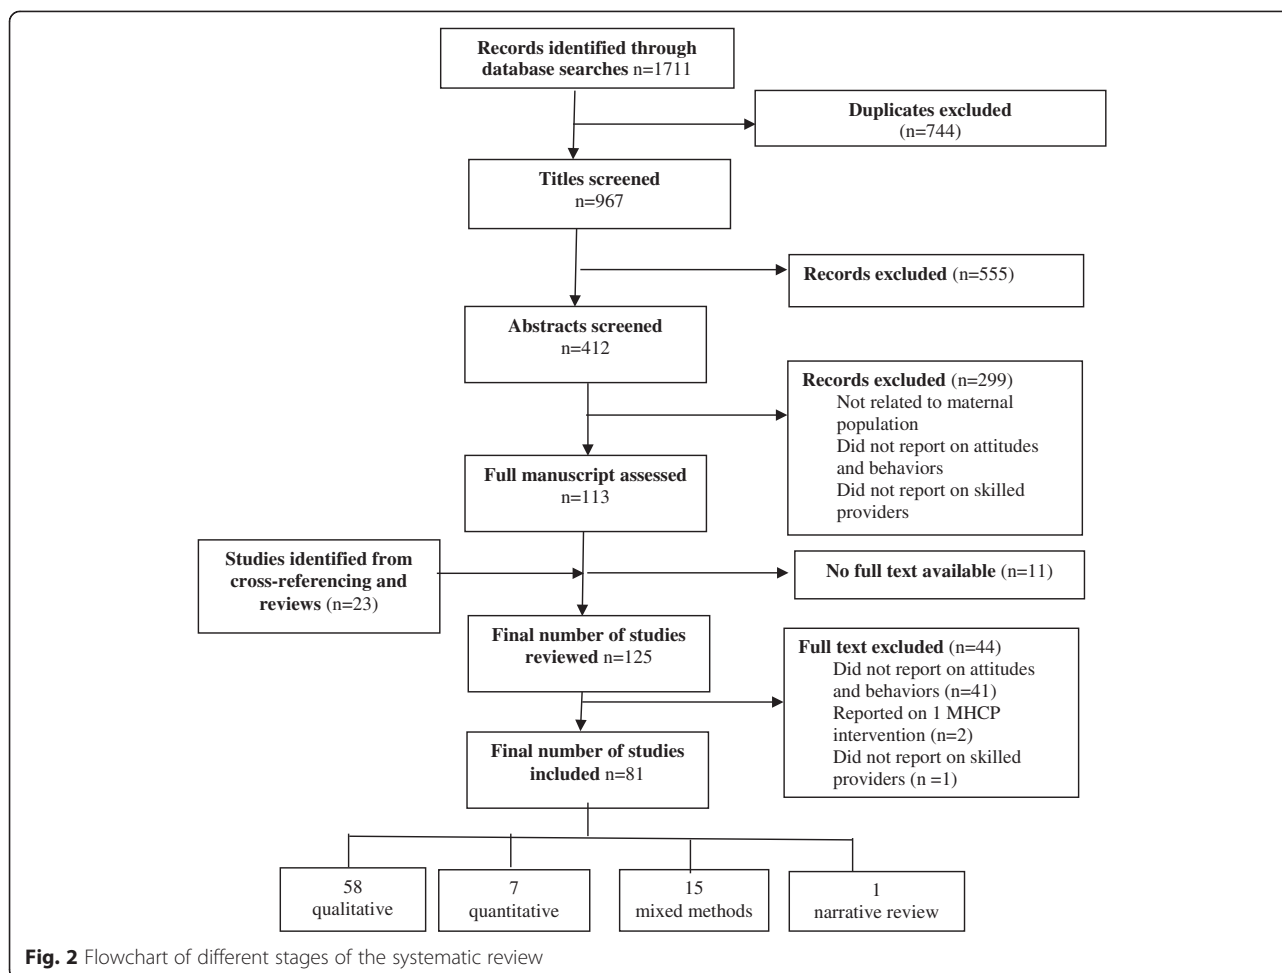 Records identified through
database searches n=1711
Duplicates excluded
(n=744)
Titles screened
n=967
Records excluded (n=555)
Abstracts screened
n=412
Records excluded (n=299)
Not related to maternal
population
Did not report on attitudes
and behaviors
Did not report on skilled
providers
Full manuscript assessed
n=113
Studies identified from
cross-referencing and
reviews (n=23)
No full text available (n=11)
Final number of studies
reviewed n=125
Full text excluded (n=44)
Did not report on attitudes
and behaviors (n=41)
Reported on 1 MHCP
intervention (n=2)
Did not report on skilled
providers (n =1)
Final number of studies
included n=81
58
qualitative
7
quantitative
15
mixed methods
1
narrative review
Fig. 2 Flowchart of different stages of the systematic review